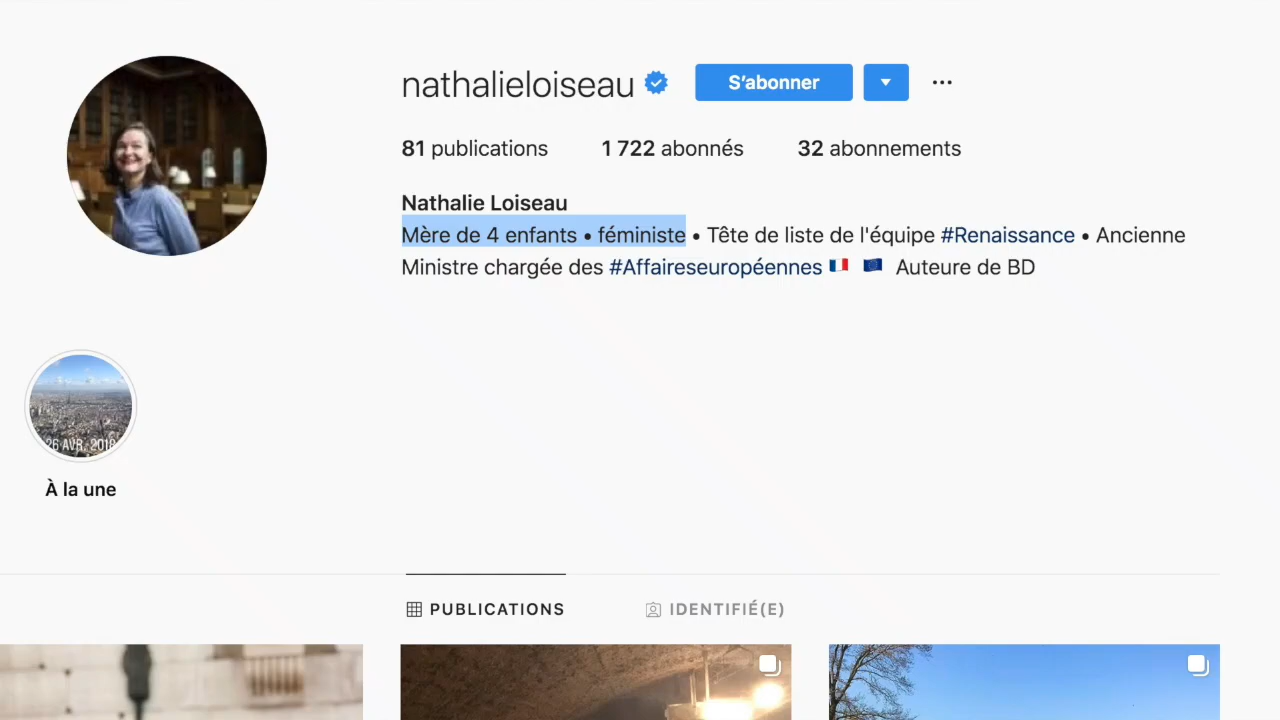 nathalieloiseau S'abonner
81 publications 1 722 abonnés 32 abonnements
Nathalie Loiseau
Mère de 4 enfants • féministe • Tête de liste de l'équipe #Renaissance • Ancienne
Ministre chargée des #Affaireseuropéennes 🇫🇷 🇪🇺 Auteure de BD
26 AVR. 2018
À la une
PUBLICATIONS IDENTIFIÉ(E)